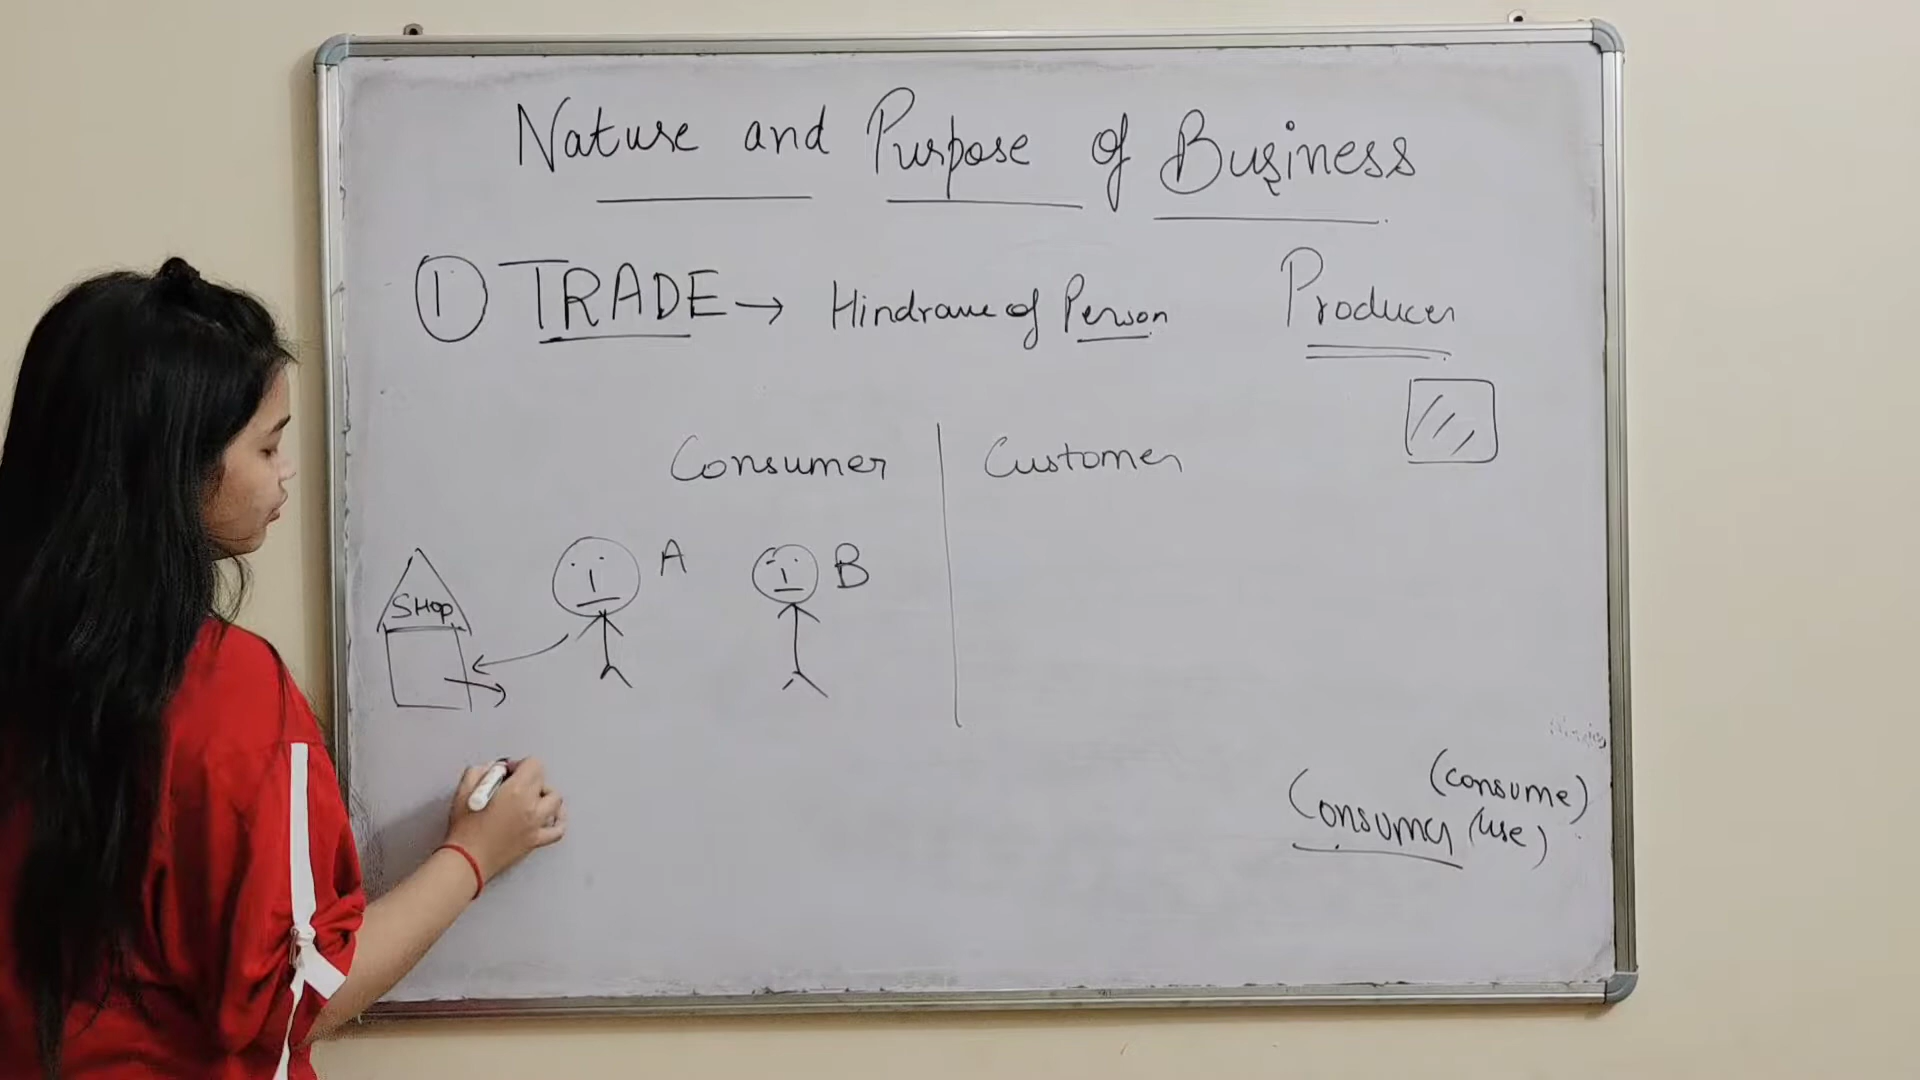 Nature and Purpose of Business
1 TRADE → Hindrance of Person
Producer
Consumer
Customer
SHOP
A
B
(consume)
Consumer (use)